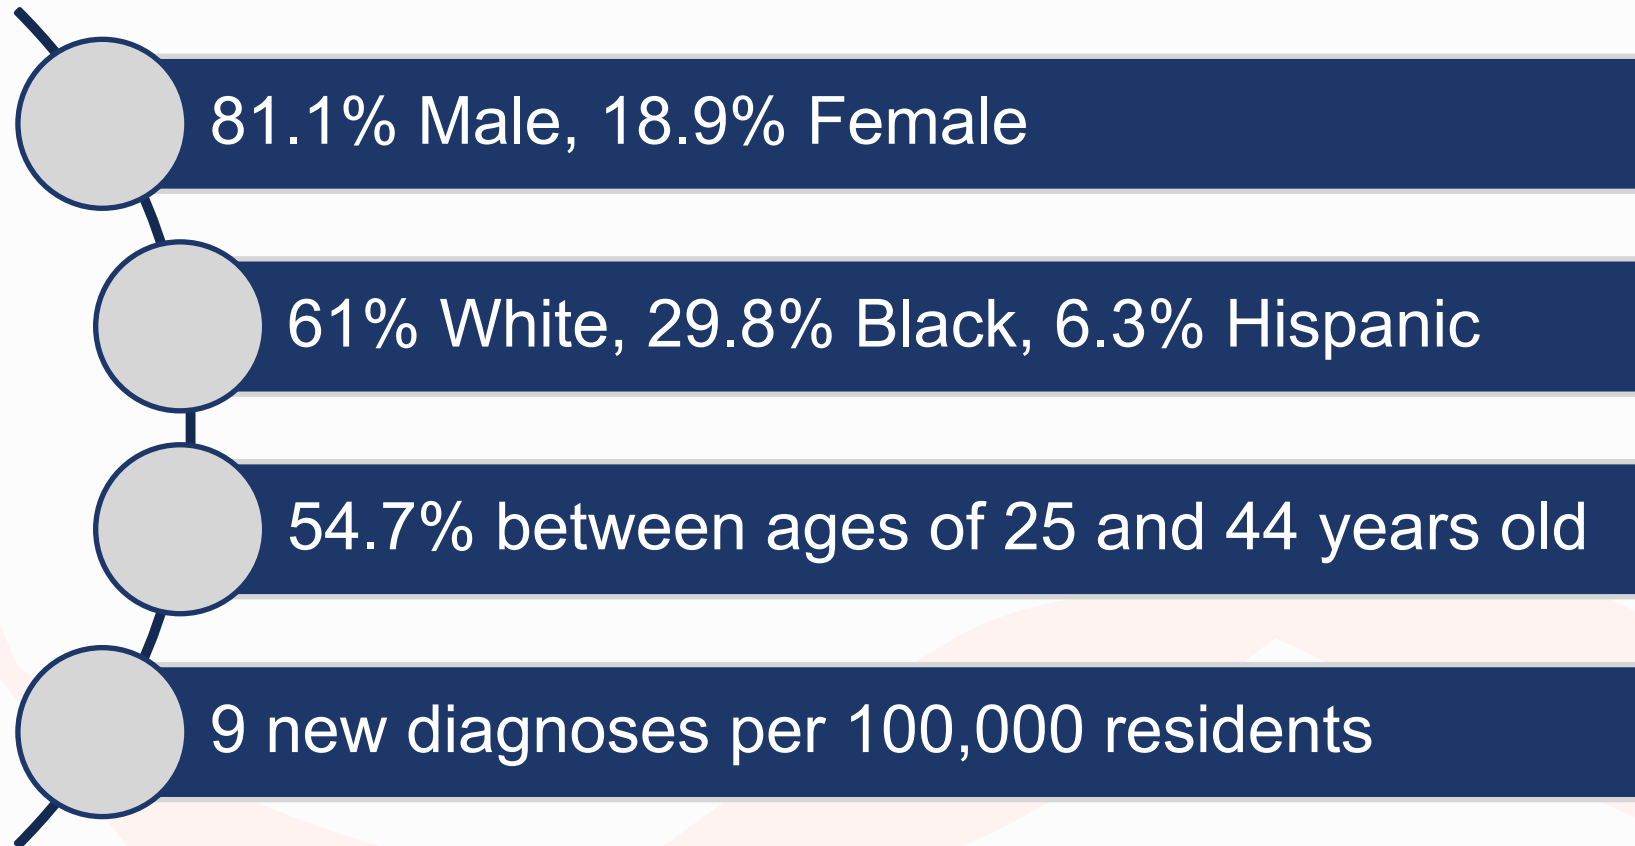 81.1% Male, 18.9% Female
61% White, 29.8% Black, 6.3% Hispanic
54.7% between ages of 25 and 44 years old
9 new diagnoses per 100,000 residents